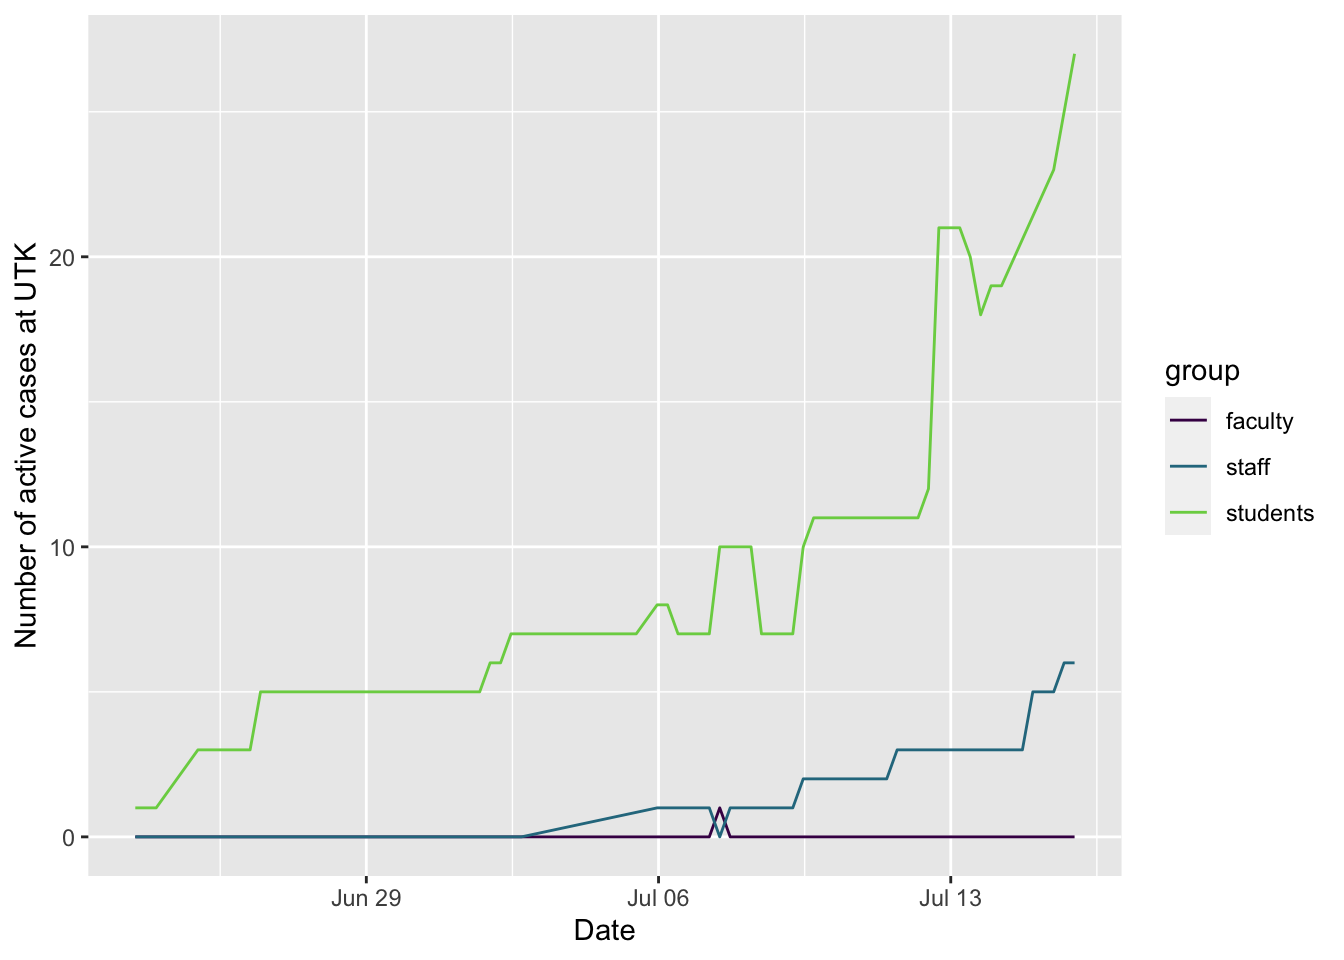 Number of active cases at UTK
20
10
0
Jun 29
Jul 06
Jul 13
Date
group
faculty
staff
students